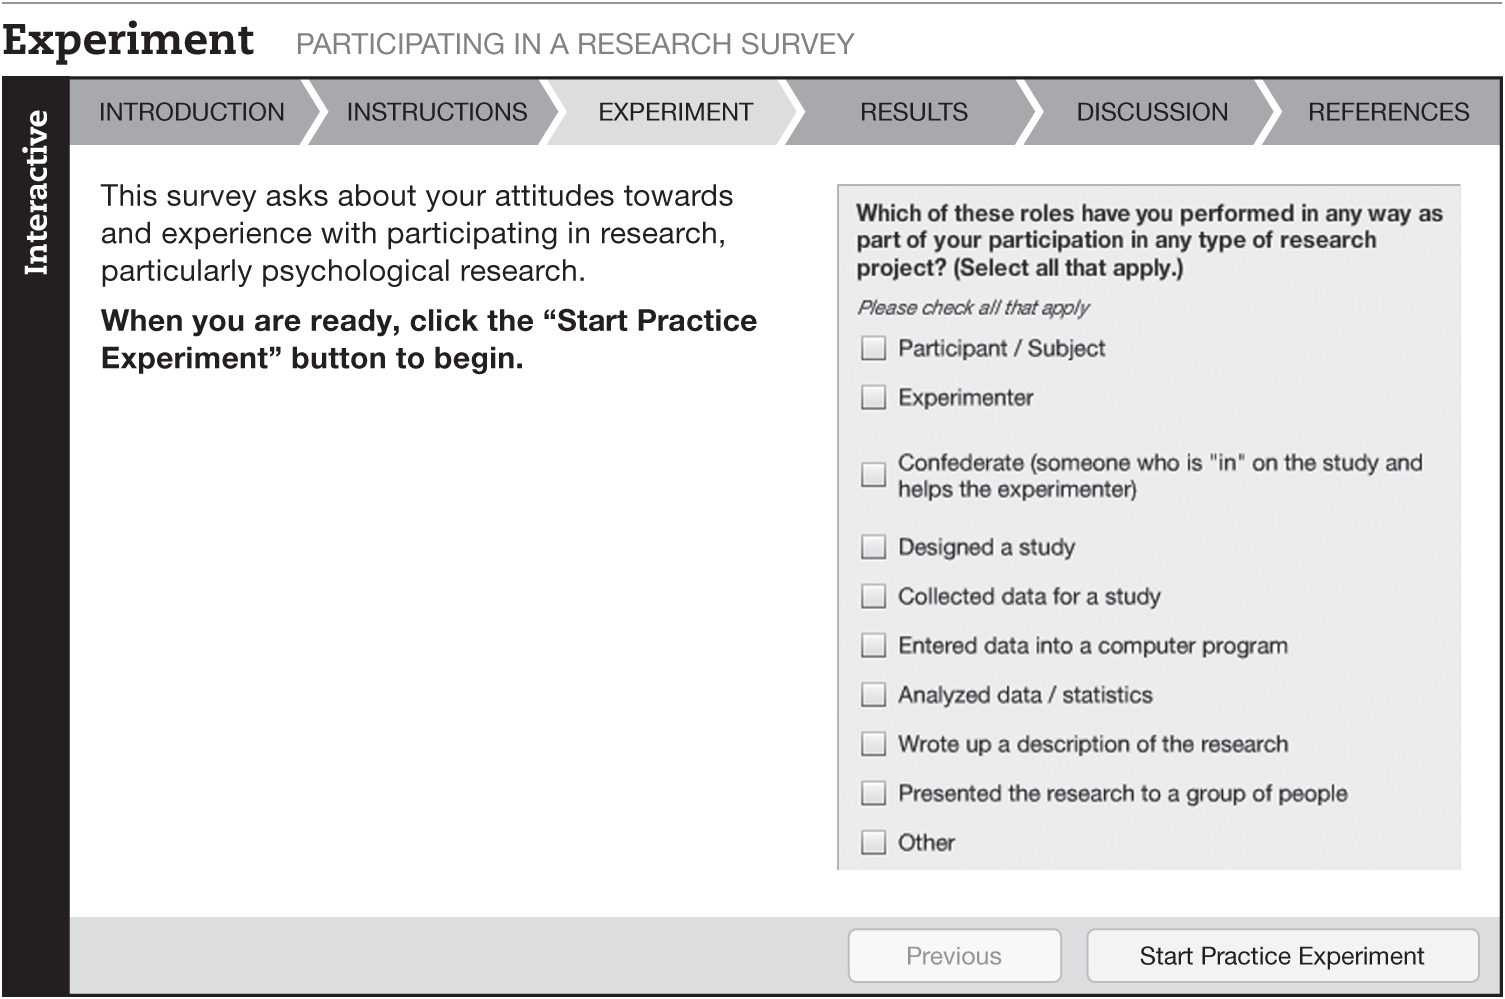 Experiment PARTICIPATING IN A RESEARCH SURVEY
Interactive
INTRODUCTION INSTRUCTIONS EXPERIMENT RESULTS DISCUSSION REFERENCES
This survey asks about your attitudes towards
and experience with participating in research,
particularly psychological research.
When you are ready, click the “Start Practice
Experiment” button to begin.
Which of these roles have you performed in any way as
part of your participation in any type of research
project? (Select all that apply.)
Please check all that apply
Participant / Subject
Experimenter
Confederate (someone who is "in" on the study and
helps the experimenter)
Designed a study
Collected data for a study
Entered data into a computer program
Analyzed data / statistics
Wrote up a description of the research
Presented the research to a group of people
Other
Previous
Start Practice Experiment